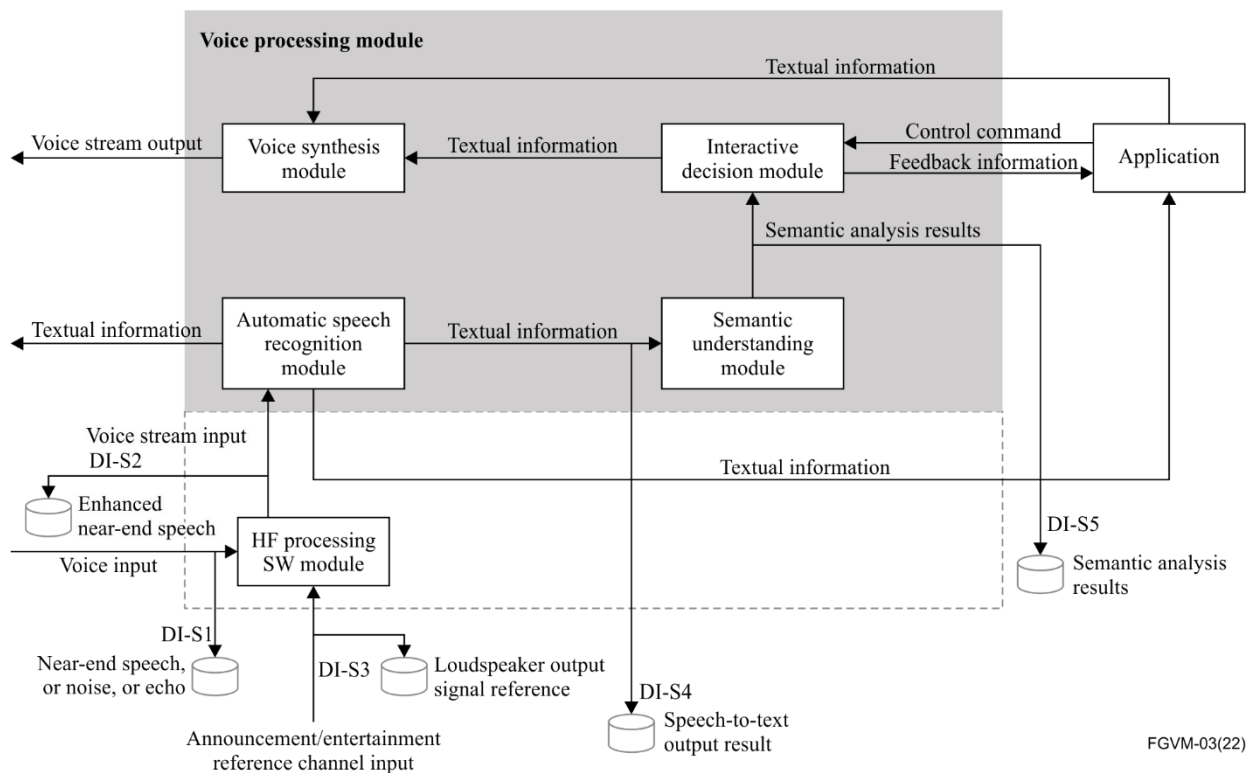 Voice processing module
Textual information
Voice stream output
Voice synthesis
module
Textual information
Interactive
decision module
Control command
Feedback information
Application
Semantic analysis results
Textual information
Automatic speech
recognition
module
Textual information
Semantic
understanding
module
Voice stream input
DI-S2
Textual information
Enhanced
near-end speech
HF processing
SW module
DI-S5
Voice input
Semantic analysis
results
DI-S1
Near-end speech,
or noise, or echo
DI-S3
Loudspeaker output
signal reference
DI-S4
Speech-to-text
output result
Announcement/entertainment
reference channel input
FGVM-03(22)